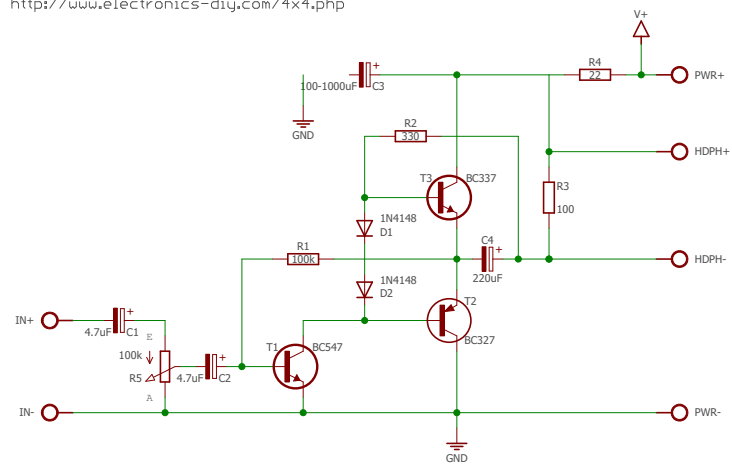 http://www.electronics-diy.com/4x4.php
V+
R4
22
PWR+
100-1000uF
+
C3
GND
R2
330
HDPH+
T3
BC337
R3
100
1N4148
D1
R1
100k
C4
+
220uF
HDPH-
1N4148
D2
T2
BC327
IN+
4.7uF
+
C1
E
100k
R5
A
4.7uF
+
C2
T1
BC547
IN-
PWR-
GND